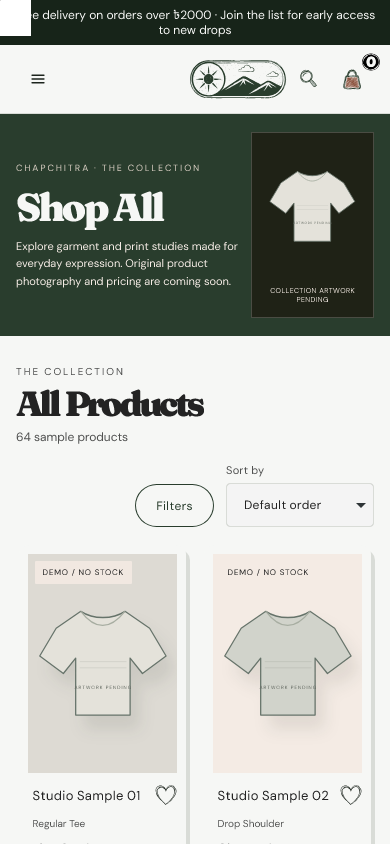 delivery on orders over ৳2000 · Join the list for early access
to new drops
0
CHAPCHITRA · THE COLLECTION
Shop All
Explore garment and print studies made for
everyday expression. Original product
photography and pricing are coming soon.
ARTWORK PENDING
COLLECTION ARTWORK
PENDING
THE COLLECTION
All Products
64 sample products
Sort by
Filters
Default order
DEMO / NO STOCK
ARTWORK PENDING
Studio Sample 01
Regular Tee
DEMO / NO STOCK
ARTWORK PENDING
Studio Sample 02
Drop Shoulder